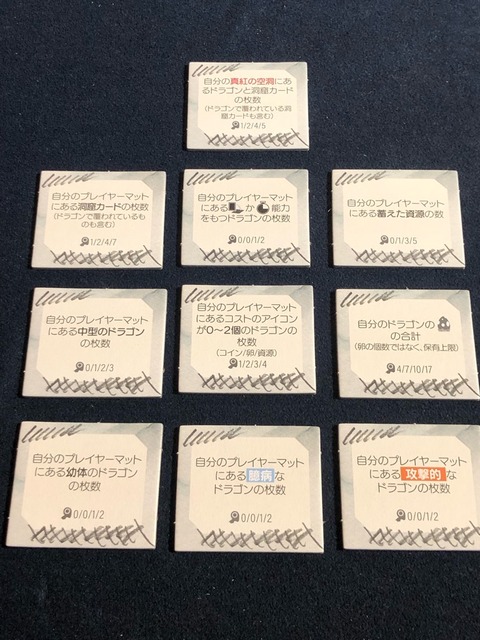 自分の真紅の空洞にあ
るドラゴンと洞窟カード
の枚数
(ドラゴンで覆われている洞
窟カードも含む)
1/2/4/5
自分のプレイヤーマット
にある洞窟カードの枚数
(ドラゴンで覆われているも
のも含む)
1/2/4/7
自分のプレイヤーマット
にあるか能力
をもつドラゴンの枚数
0/0/1/2
自分のプレイヤーマット
にある蓄えた資源の数
0/1/3/5
自分のプレイヤーマット
にある中型のドラゴン
の枚数
0/1/2/3
自分のプレイヤーマット
にあるコストのアイコン
が0〜2個のドラゴンの
枚数
(コイン/卵/資源)
1/2/3/4
自分のドラゴンの
の合計
(卵の個数ではなく、保有上限)
4/7/10/17
自分のプレイヤーマット
にある幼体のドラゴン
の枚数
0/0/1/2
自分のプレイヤーマット
にある臆病な
ドラゴンの枚数
0/0/1/2
自分のプレイヤーマット
にある攻撃的な
ドラゴンの枚数
0/0/1/2